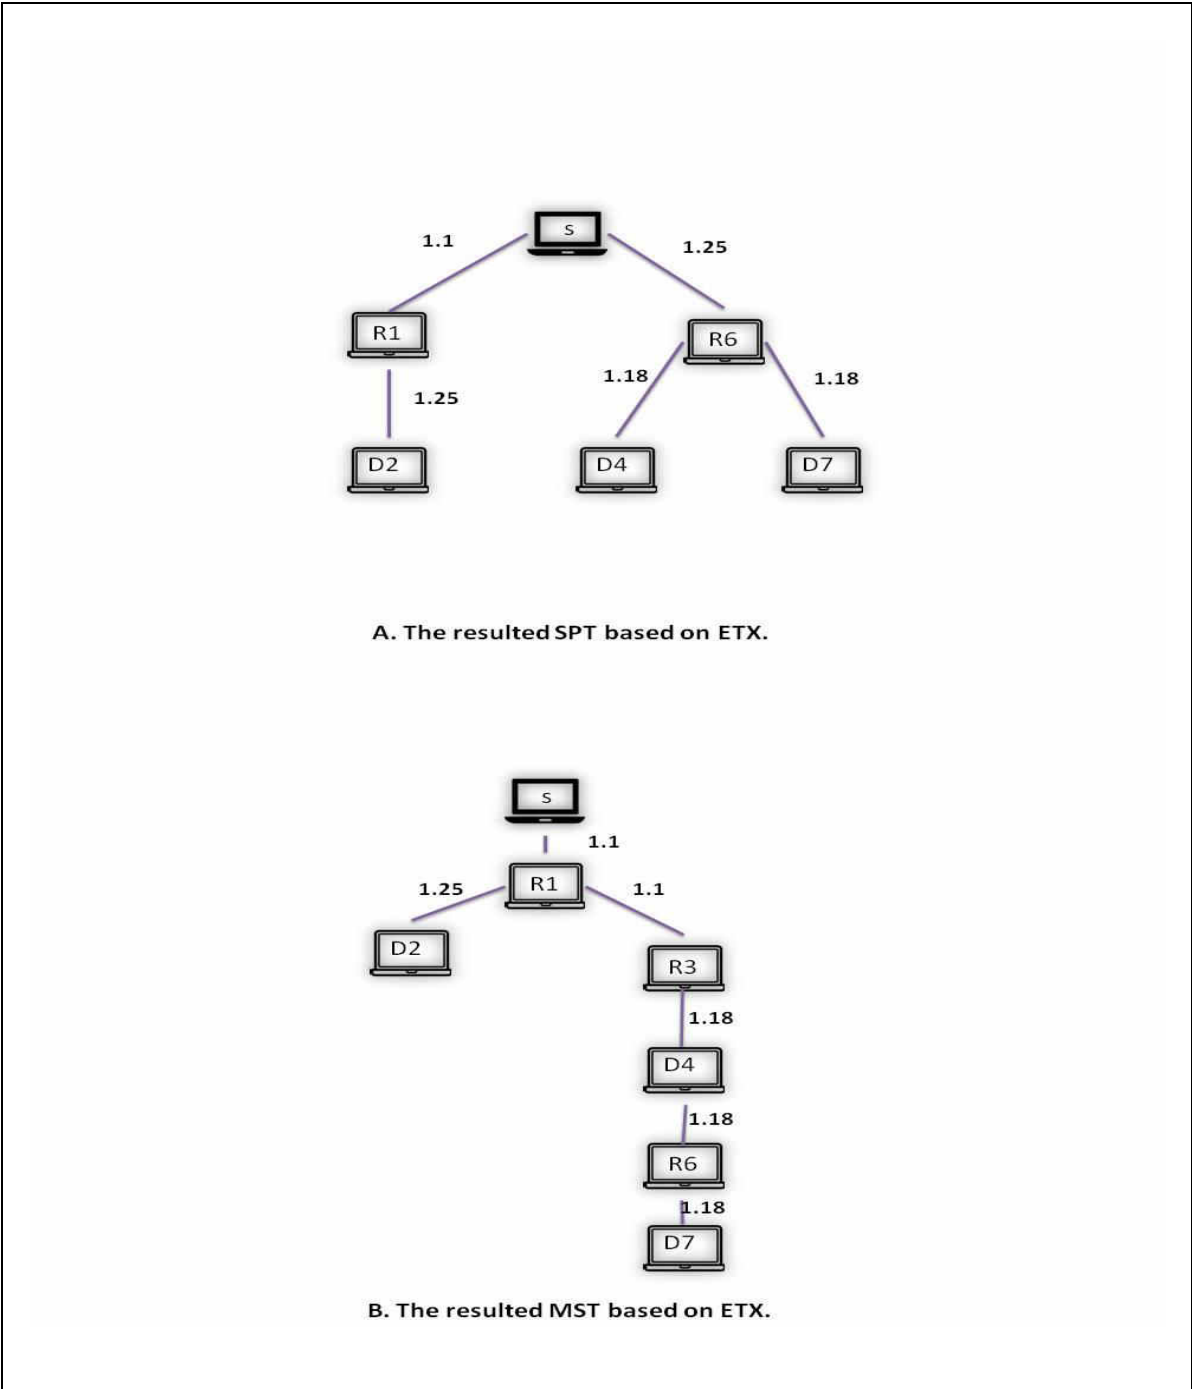 S
1.1
1.25
R1
R6
1.18
1.18
1.25
D2
D4
D7
A. The resulted SPT based on ETX.
S
1.1
R1
1.25
1.1
D2
R3
1.18
D4
1.18
R6
1.18
D7
B. The resulted MST based on ETX.